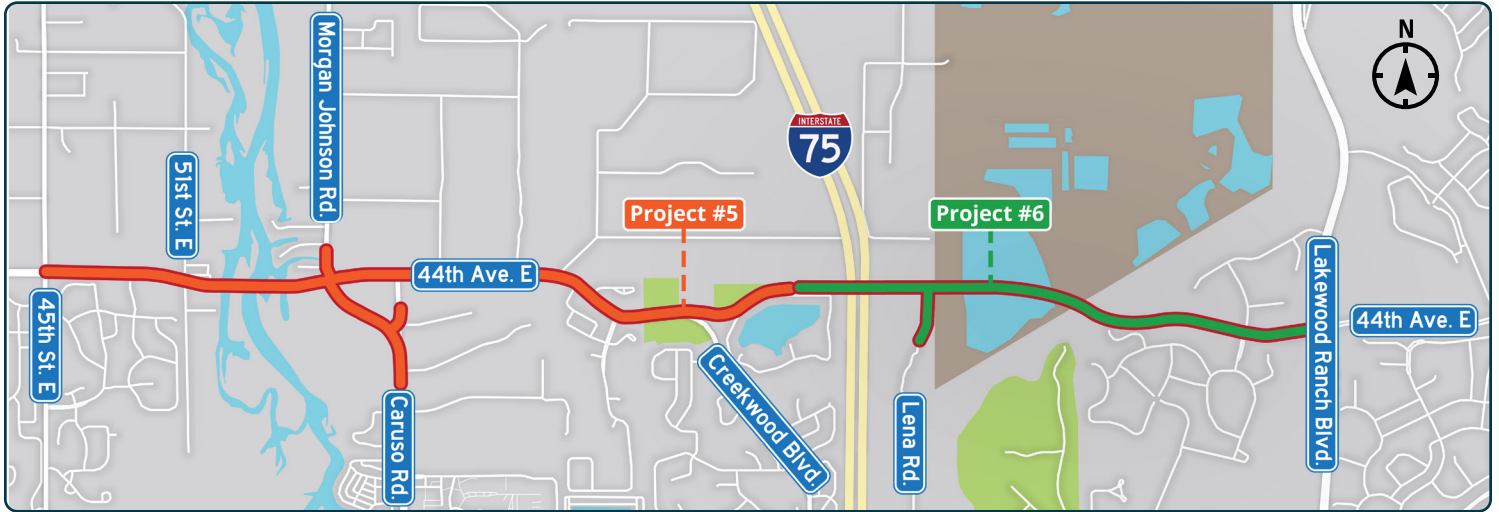 N
Morgan Johnson Rd.
INTERSTATE
75
51st St. E
Project #5
Project #6
44th Ave. E
45th St. E
Lakewood Ranch Blvd.
44th Ave. E
Creekwood Blvd.
Caruso Rd.
Lena Rd.